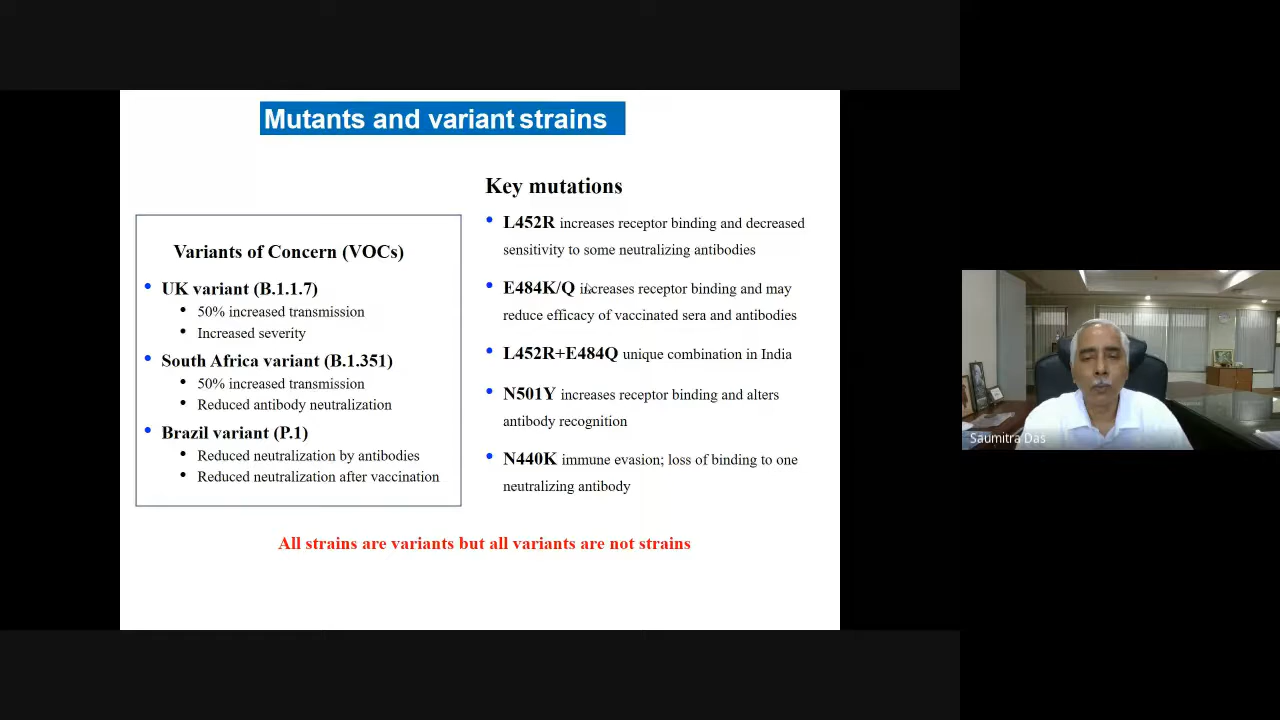 Mutants and variant strains
Variants of Concern (VOCs)
• UK variant (B.1.1.7)
• 50% increased transmission
• Increased severity
• South Africa variant (B.1.351)
• 50% increased transmission
• Reduced antibody neutralization
• Brazil variant (P.1)
• Reduced neutralization by antibodies
• Reduced neutralization after vaccination
Key mutations
• L452R increases receptor binding and decreased
sensitivity to some neutralizing antibodies
• E484K/Q increases receptor binding and may
reduce efficacy of vaccinated sera and antibodies
• L452R+E484Q unique combination in India
• N501Y increases receptor binding and alters
antibody recognition
• N440K immune evasion; loss of binding to one
neutralizing antibody
All strains are variants but all variants are not strains
Saumitra Das